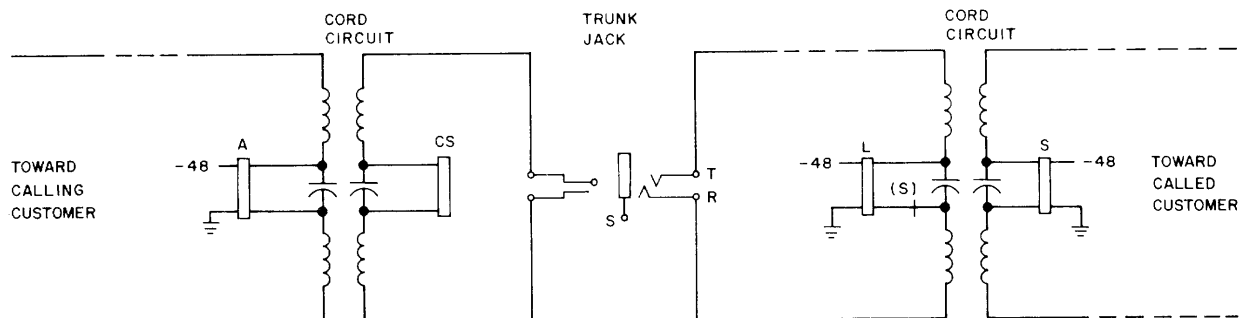 CORD
CIRCUIT
TRUNK
JACK
CORD
CIRCUIT
TOWARD
CALLING
CUSTOMER
-48
A
CS
S
T
R
-48
L
(S)
S
-48
TOWARD
CALLED
CUSTOMER